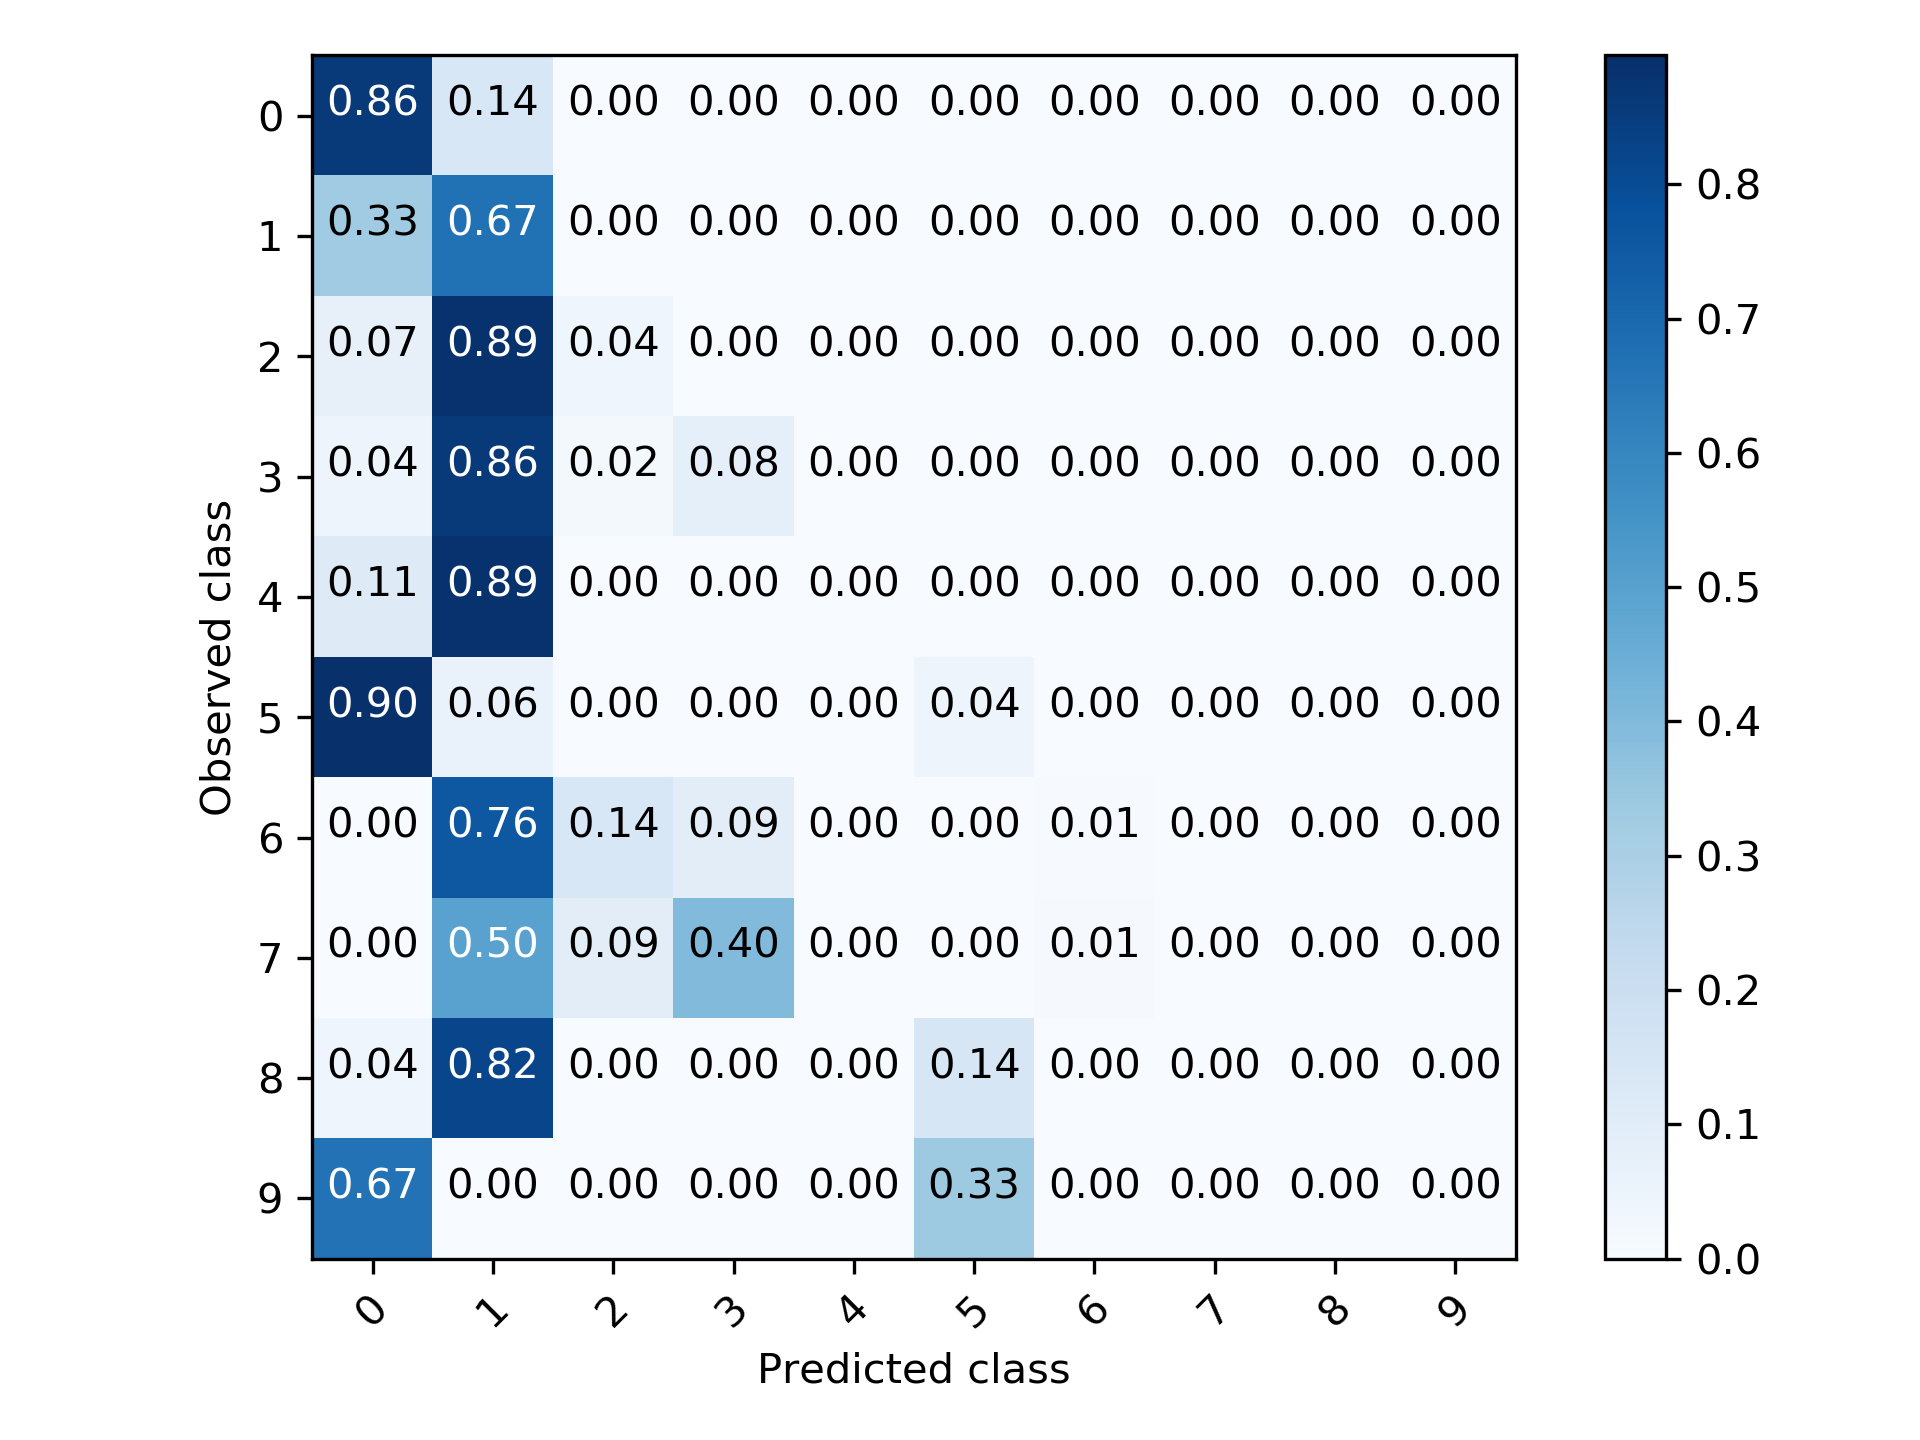 0 0.86 0.14 0.00 0.00 0.00 0.00 0.00 0.00 0.00 0.00
1 0.33 0.67 0.00 0.00 0.00 0.00 0.00 0.00 0.00 0.00
2 0.07 0.89 0.04 0.00 0.00 0.00 0.00 0.00 0.00 0.00
3 0.04 0.86 0.02 0.08 0.00 0.00 0.00 0.00 0.00 0.00
4 0.11 0.89 0.00 0.00 0.00 0.00 0.00 0.00 0.00 0.00
5 0.90 0.06 0.00 0.00 0.00 0.04 0.00 0.00 0.00 0.00
6 0.00 0.76 0.14 0.09 0.00 0.00 0.01 0.00 0.00 0.00
7 0.00 0.50 0.09 0.40 0.00 0.00 0.01 0.00 0.00 0.00
8 0.04 0.82 0.00 0.00 0.00 0.14 0.00 0.00 0.00 0.00
9 0.67 0.00 0.00 0.00 0.00 0.33 0.00 0.00 0.00 0.00
0 1 2 3 4 5 6 7 8 9
Predicted class
Observed class
0.8
0.7
0.6
0.5
0.4
0.3
0.2
0.1
0.0